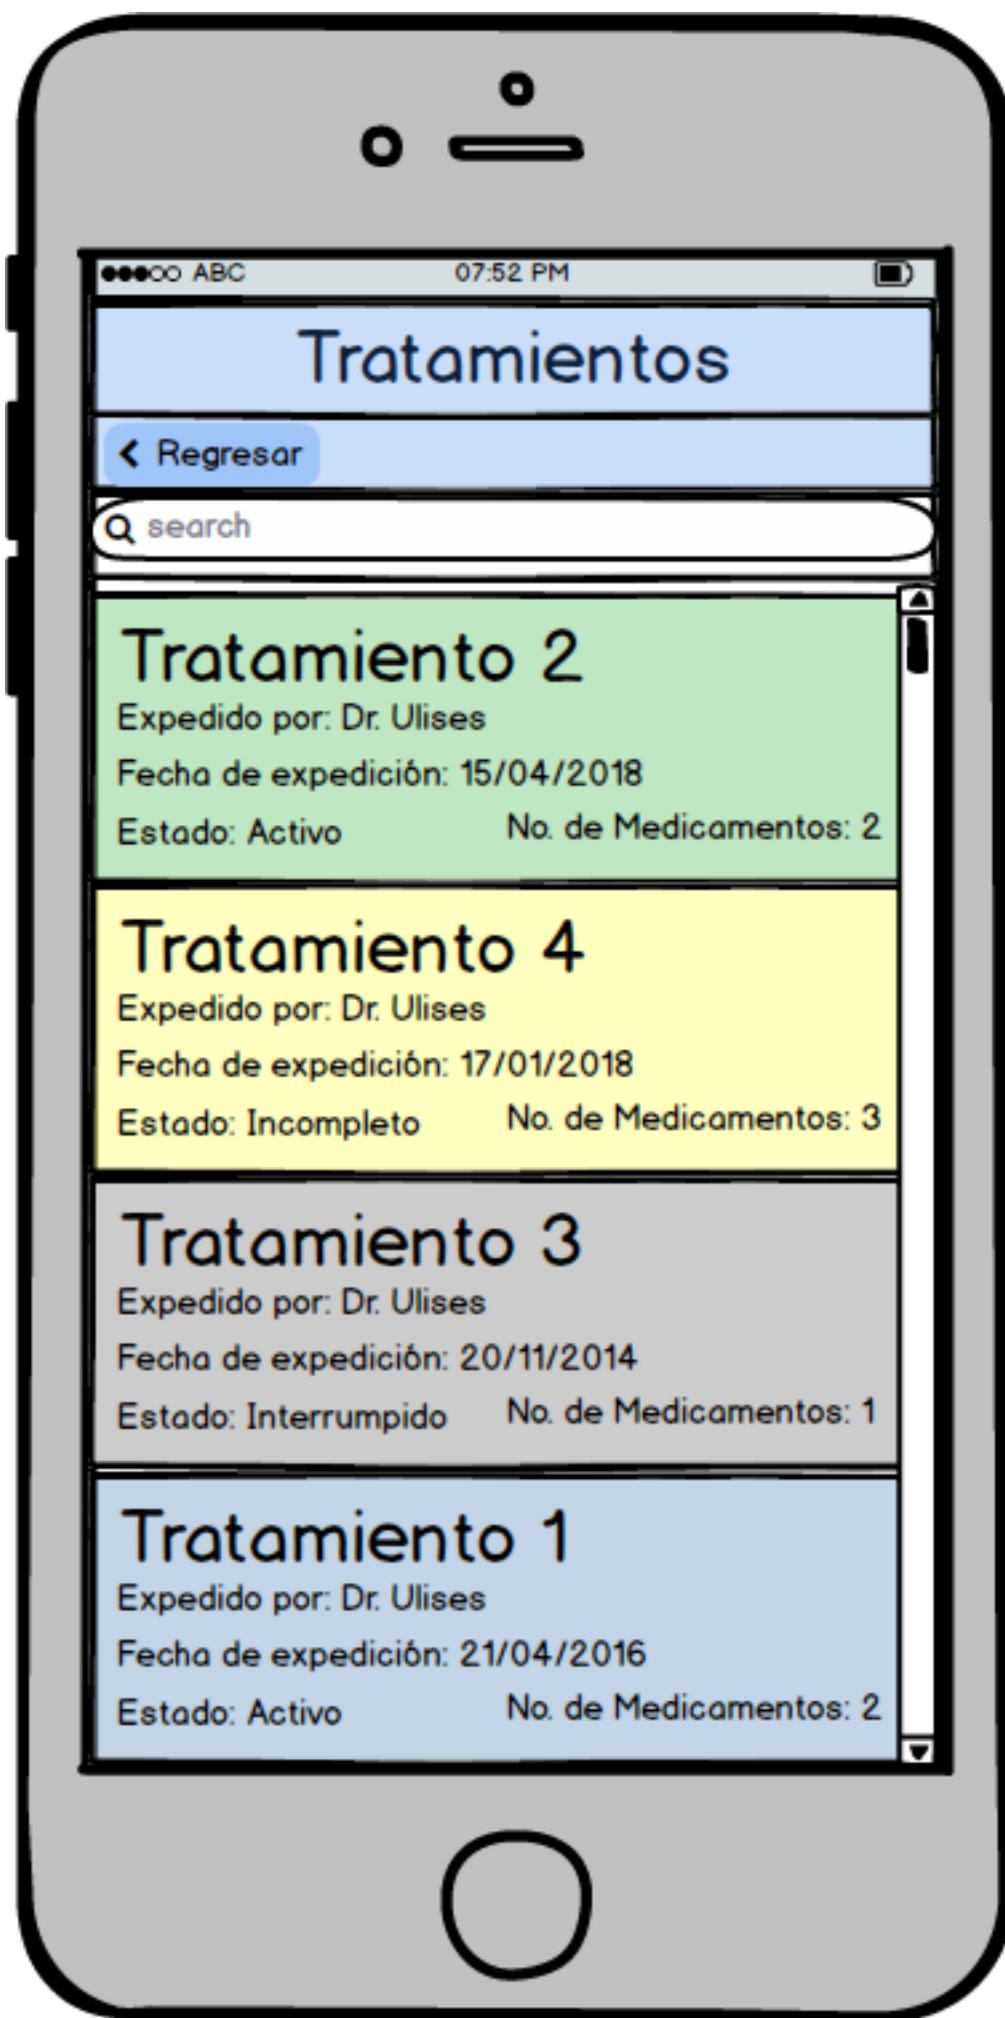 ABC 07:52 PM
Tratamientos
Regresar
search
Tratamiento 2
Expedido por: Dr. Ulises
Fecha de expedición: 15/04/2018
Estado: Activo No. de Medicamentos: 2
Tratamiento 4
Expedido por: Dr. Ulises
Fecha de expedición: 17/01/2018
Estado: Incompleto No. de Medicamentos: 3
Tratamiento 3
Expedido por: Dr. Ulises
Fecha de expedición: 20/11/2014
Estado: Interrumpido No. de Medicamentos: 1
Tratamiento 1
Expedido por: Dr. Ulises
Fecha de expedición: 21/04/2016
Estado: Activo No. de Medicamentos: 2